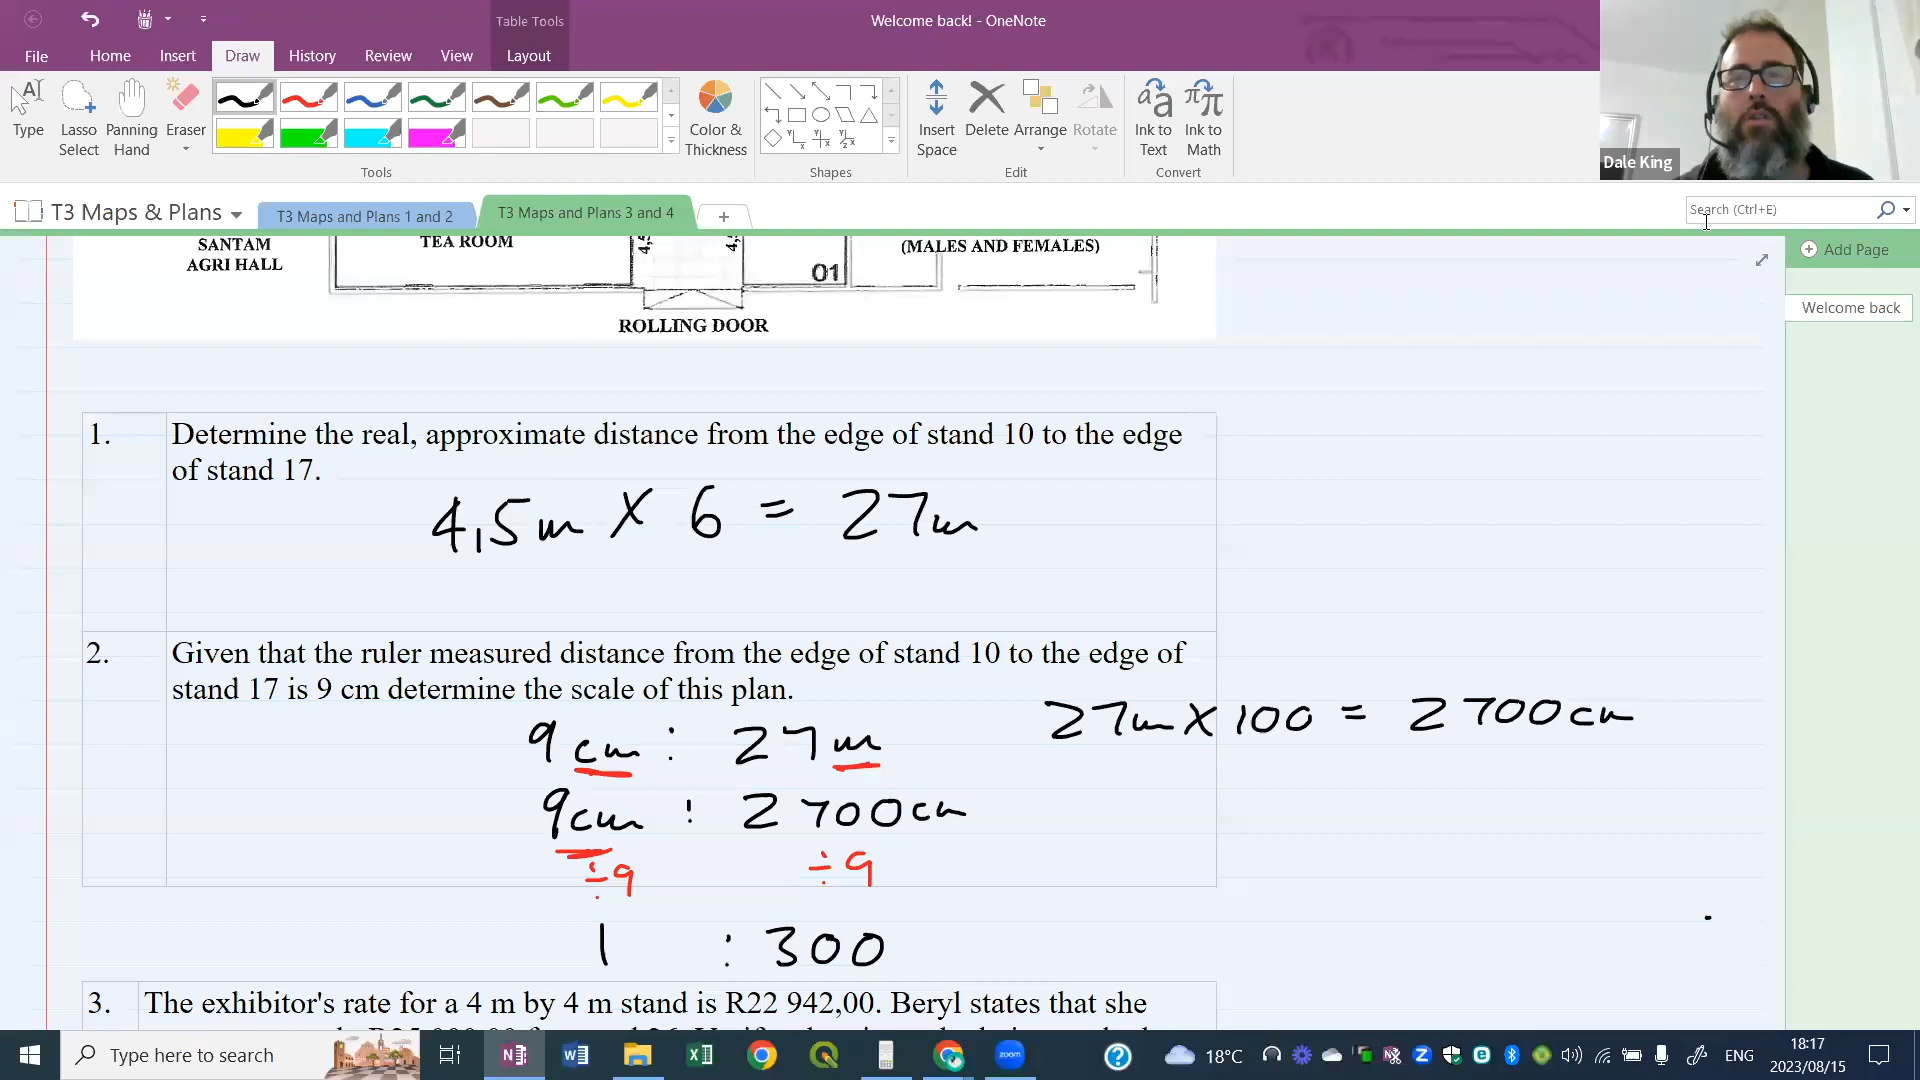 Table Tools
Welcome back! - OneNote
File
Home
Insert
Draw
History
Review
View
Layout
Type
Lasso Select
Panning Hand
Eraser
Color & Thickness
Insert Space
Delete
Arrange
Rotate
Ink to Text
Ink to Math
Tools
Shapes
Edit
Convert
Dale King
T3 Maps & Plans
T3 Maps and Plans 1 and 2
T3 Maps and Plans 3 and 4
Search (Ctrl+E)
Add Page
Welcome back
SANTAM
AGRI HALL
TEA ROOM
01
(MALES AND FEMALES)
ROLLING DOOR
1. Determine the real, approximate distance from the edge of stand 10 to the edge
of stand 17.
4,5m X 6 = 27m
2. Given that the ruler measured distance from the edge of stand 10 to the edge of
stand 17 is 9 cm determine the scale of this plan.
27m X 100 = 2700cm
9 cm : 27 m
9cm : 2700cm
÷9 ÷9
1 : 300
3. The exhibitor's rate for a 4 m by 4 m stand is R22 942,00. Beryl states that she
Type here to search
zoom
18°C
ENG
18:17
2023/08/15